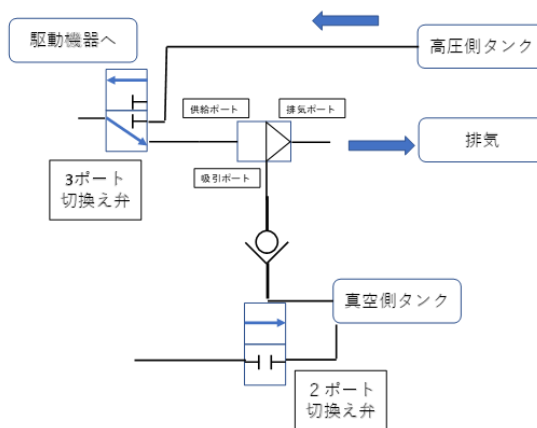 駆動機器へ
高圧側タンク
供給ポート
排気ポート
排気
3ポート
切換え弁
吸引ポート
真空側タンク
２ポート
切換え弁